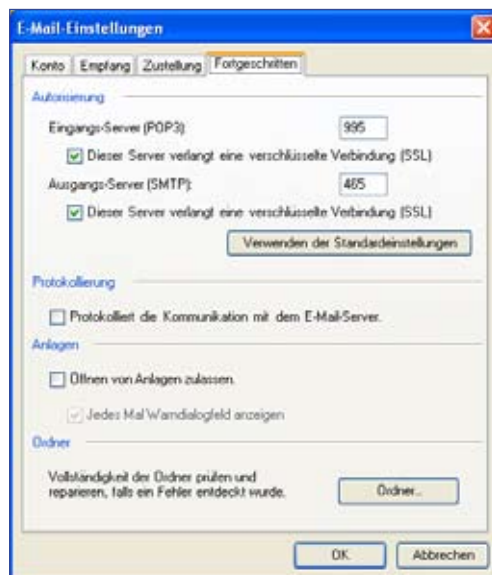 E-Mail-Einstellungen
Konto Empfang Zustellung Fortgeschritten
Autorisierung
Eingangs-Server (POP3): 995
Dieser Server verlangt eine verschlüsselte Verbindung (SSL)
Ausgangs-Server (SMTP): 465
Dieser Server verlangt eine verschlüsselte Verbindung (SSL)
Verwenden der Standardeinstellungen
Protokollierung
Protokolliert die Kommunikation mit dem E-Mail-Server.
Anlagen
Öffnen von Anlagen zulassen.
Jedes Mal Warndialogfeld anzeigen
Ordner
Vollständigkeit der Ordner prüfen und
reparieren, falls ein Fehler entdeckt wurde.
Ordner...
OK Abbrechen